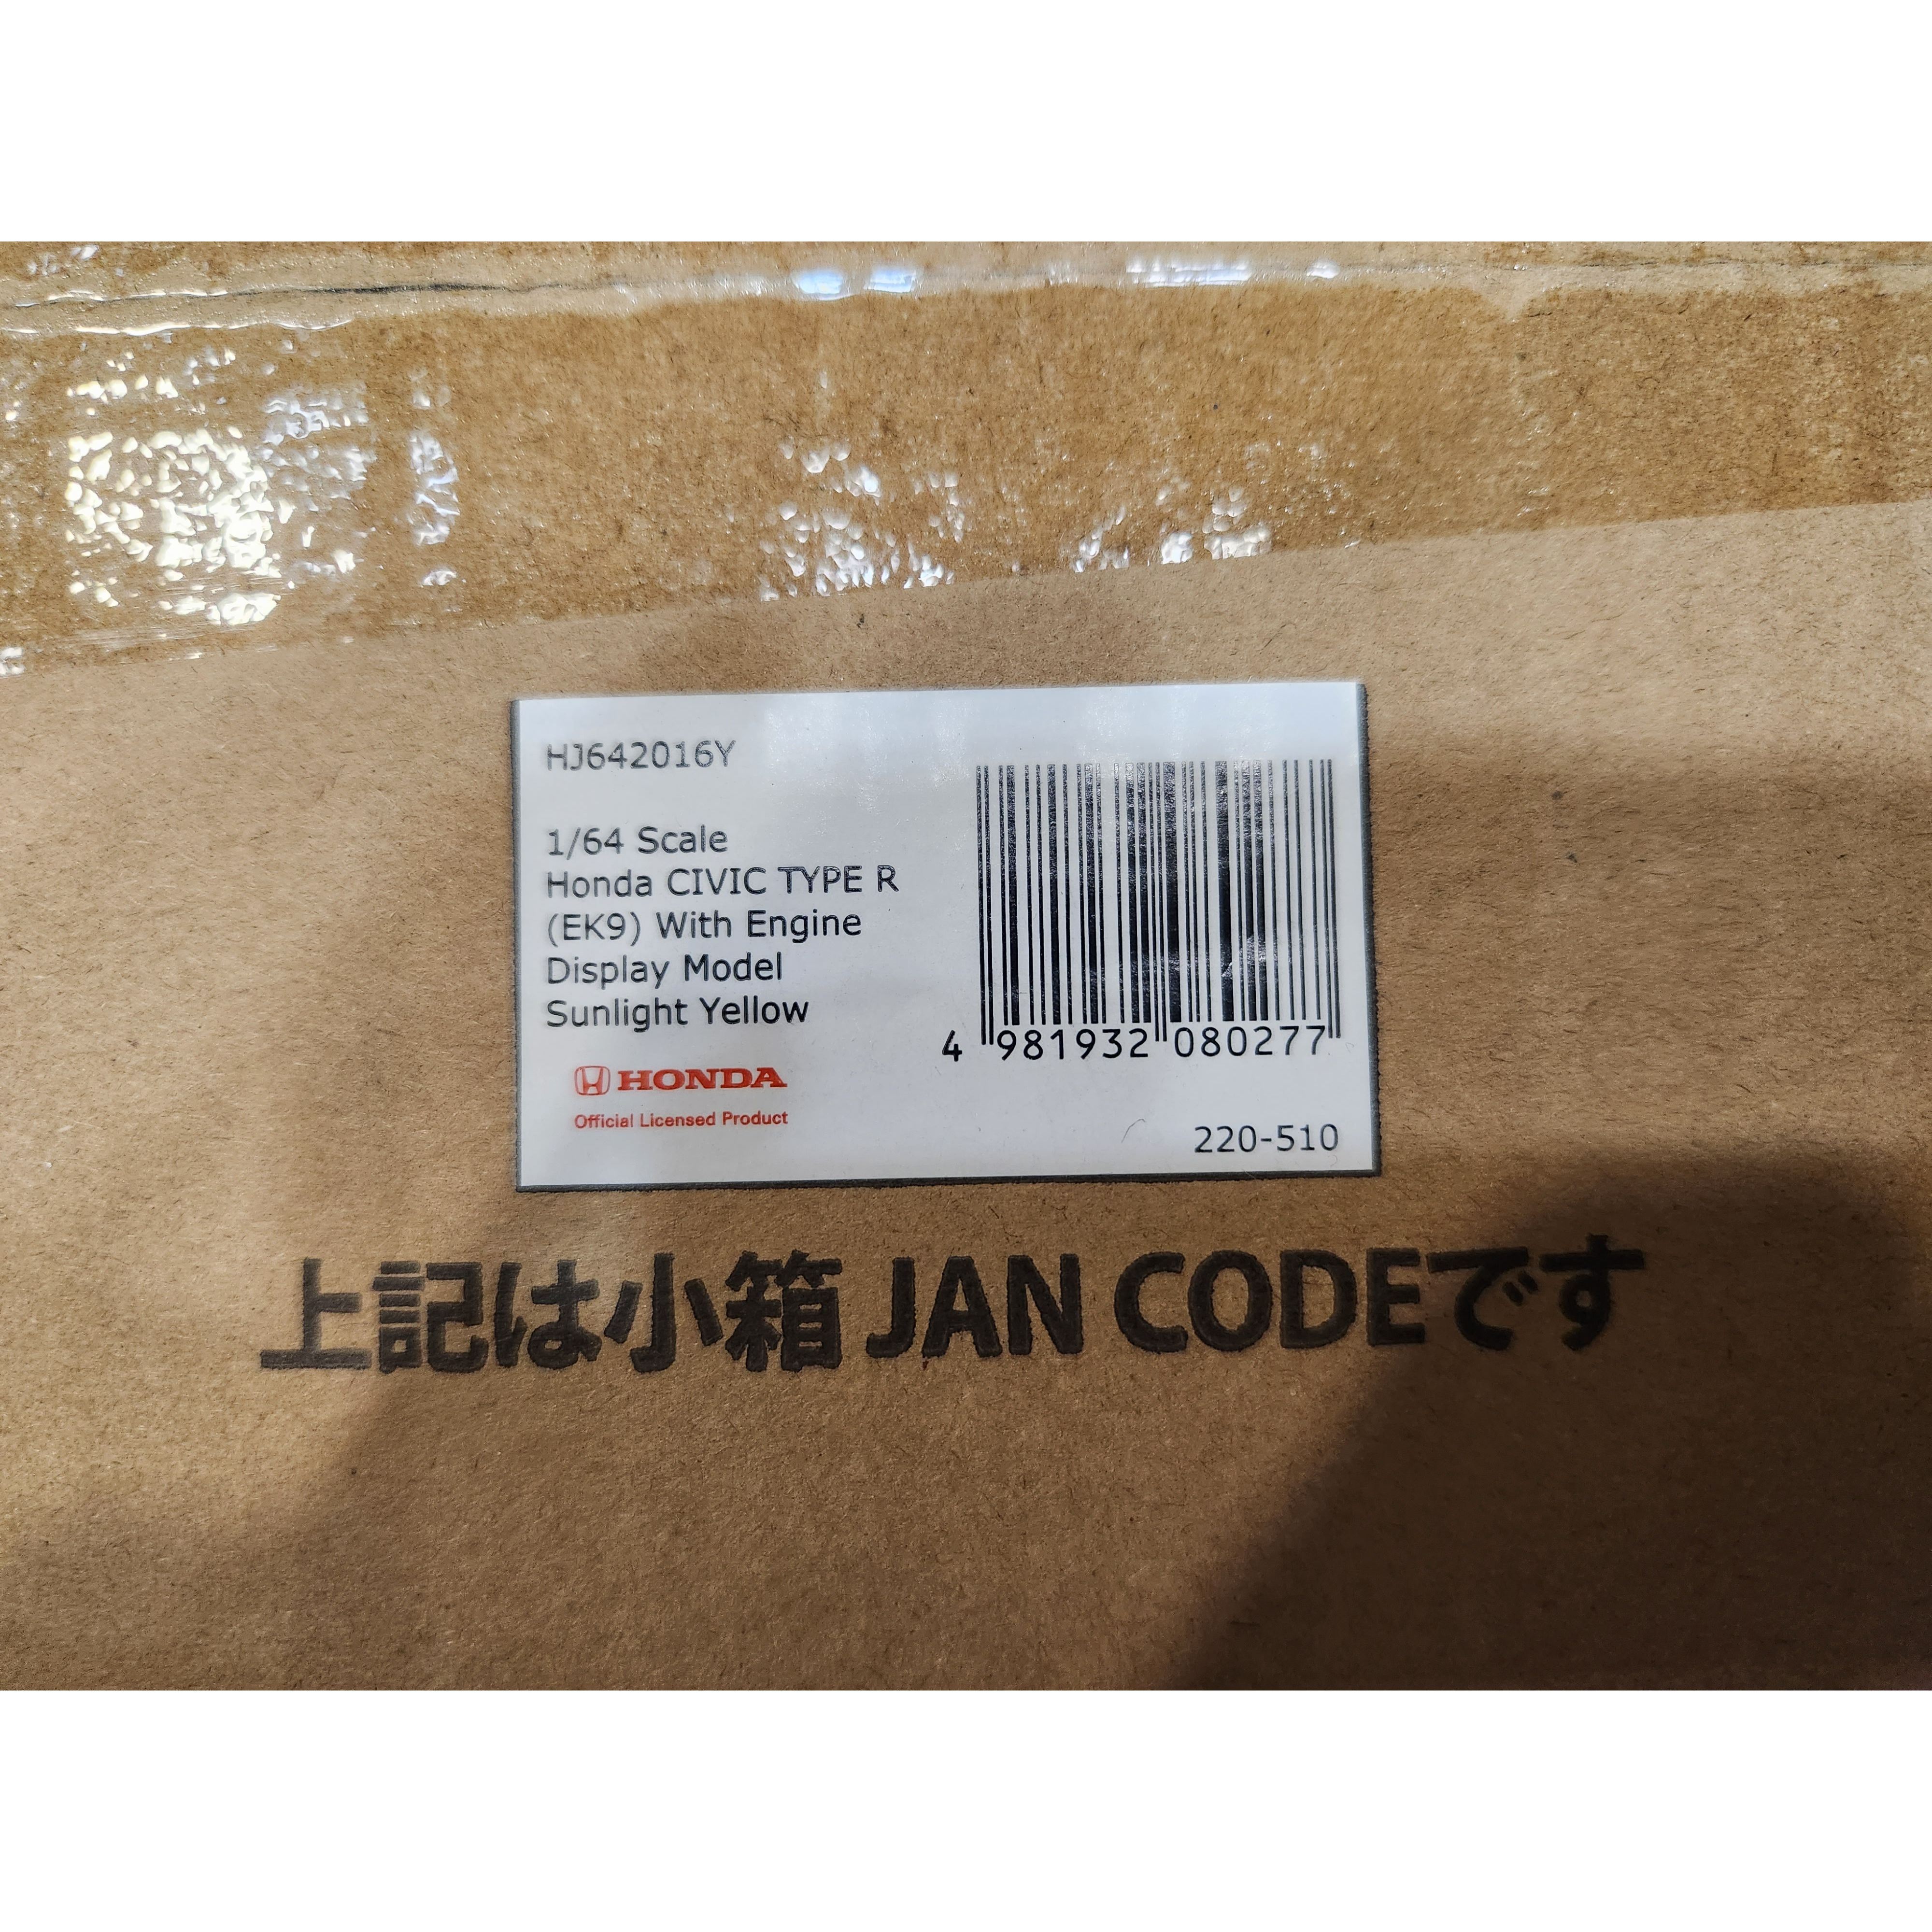 HJ642016Y
1/64 Scale
Honda CIVIC TYPE R
(EK9) With Engine
Display Model
Sunlight Yellow
HONDA
Official Licensed Product
4 981932 080277
220-510
上記は小箱 JAN CODEです